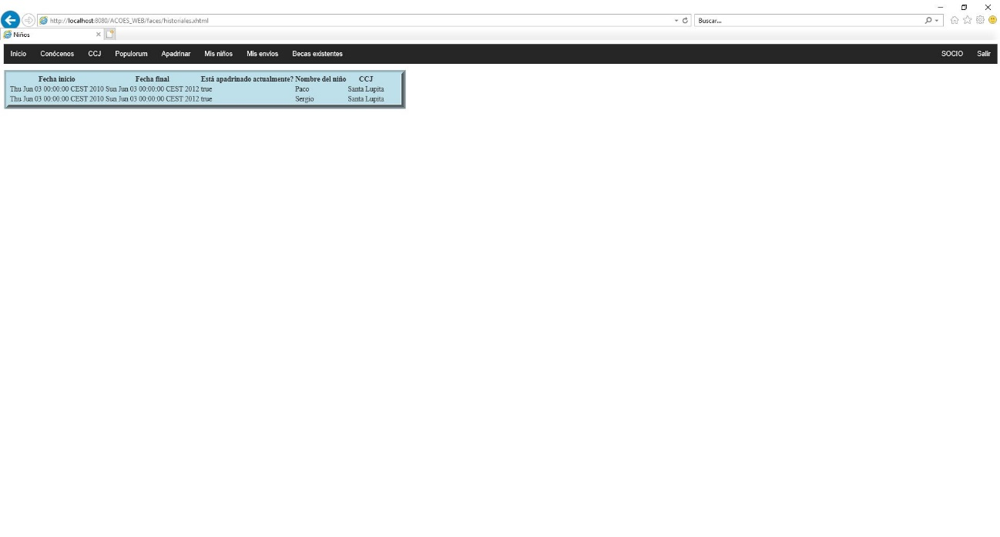 http://localhost:8080/ACOES_WEB/faces/historiales.xhtml
Buscar...
Niños
Inicio Conócenos CCJ Populorum Apadrinar Mis niños Mis envios Becas existentes SOCIO Salir
Fecha inicio Fecha final Está apadrinado actualmente? Nombre del niño CCJ
Thu Jun 03 00:00:00 CEST 2010 Sun Jun 03 00:00:00 CEST 2012 true Paco Santa Lupita
Thu Jun 03 00:00:00 CEST 2010 Sun Jun 03 00:00:00 CEST 2012 true Sergio Santa Lupita